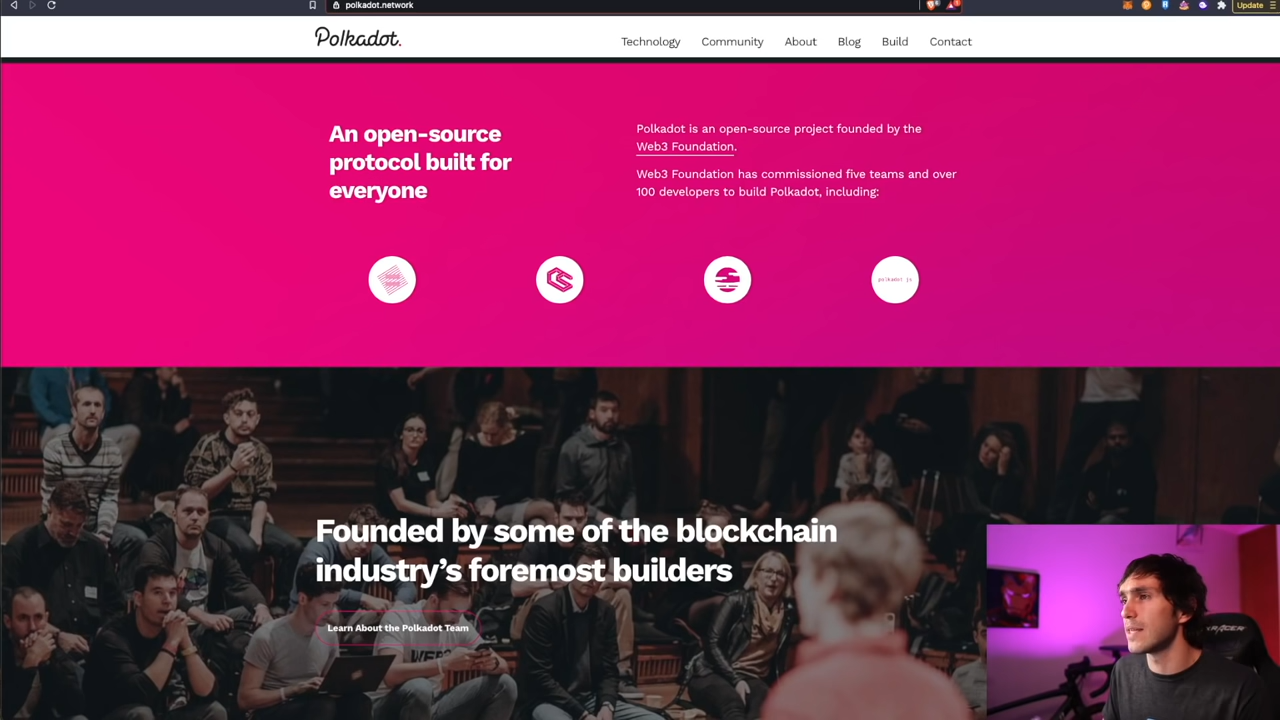 polkadot.network
Update
Polkadot.
Technology Community About Blog Build Contact
An open-source
protocol built for
everyone
Polkadot is an open-source project founded by the
Web3 Foundation.
Web3 Foundation has commissioned five teams and over
100 developers to build Polkadot, including:
polkadot js
Founded by some of the blockchain
industry's foremost builders
Learn About the Polkadot Team